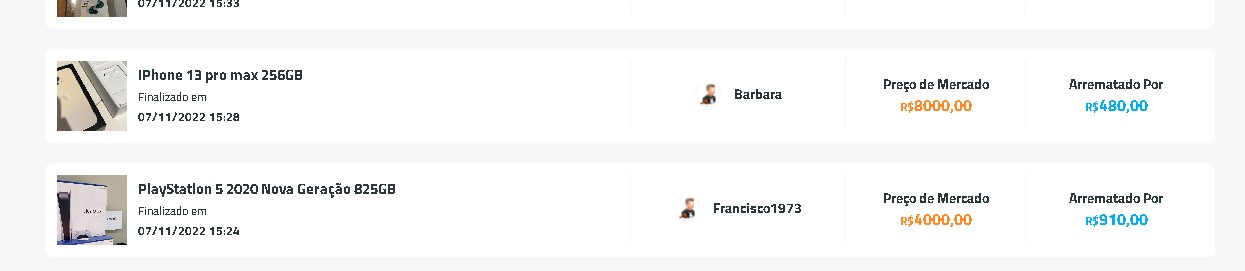 07/11/2022 15:33
IPhone 13 pro max 256GB
Finalizado em
07/11/2022 15:28
Barbara
Preço de Mercado
R$8000,00
Arrematado Por
R$480,00
PlayStation 5 2020 Nova Geração 825GB
Finalizado em
07/11/2022 15:24
Francisco1973
Preço de Mercado
R$4000,00
Arrematado Por
R$910,00